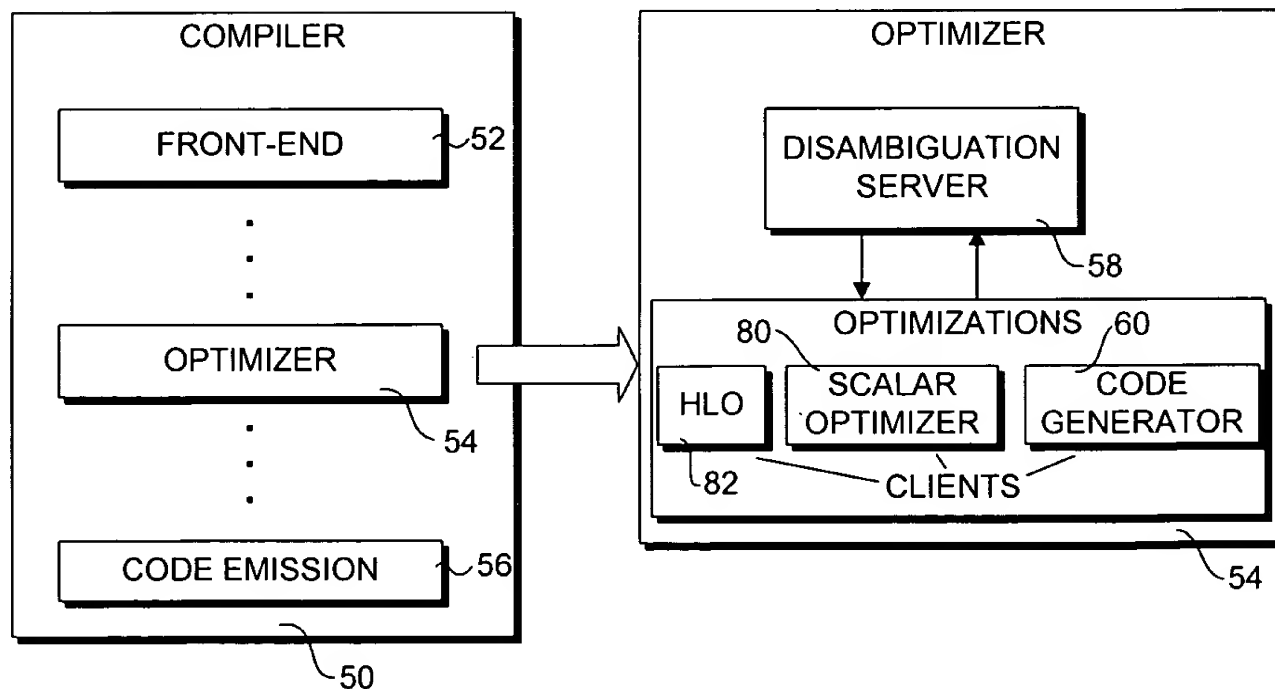 COMPILER
FRONT-END
52
OPTIMIZER
54
CODE EMISSION
56
50
OPTIMIZER
DISAMBIGUATION
SERVER
58
OPTIMIZATIONS
80
60
HLO
82
SCALAR
OPTIMIZER
CODE
GENERATOR
CLIENTS
54